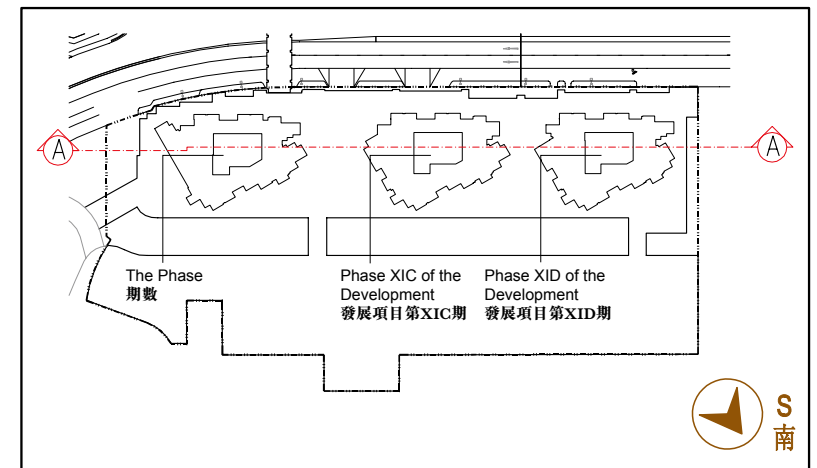 A
A
The Phase
期數
Phase XIC of the
Development
發展項目第XIC期
Phase XID of the
Development
發展項目第XID期
S
南